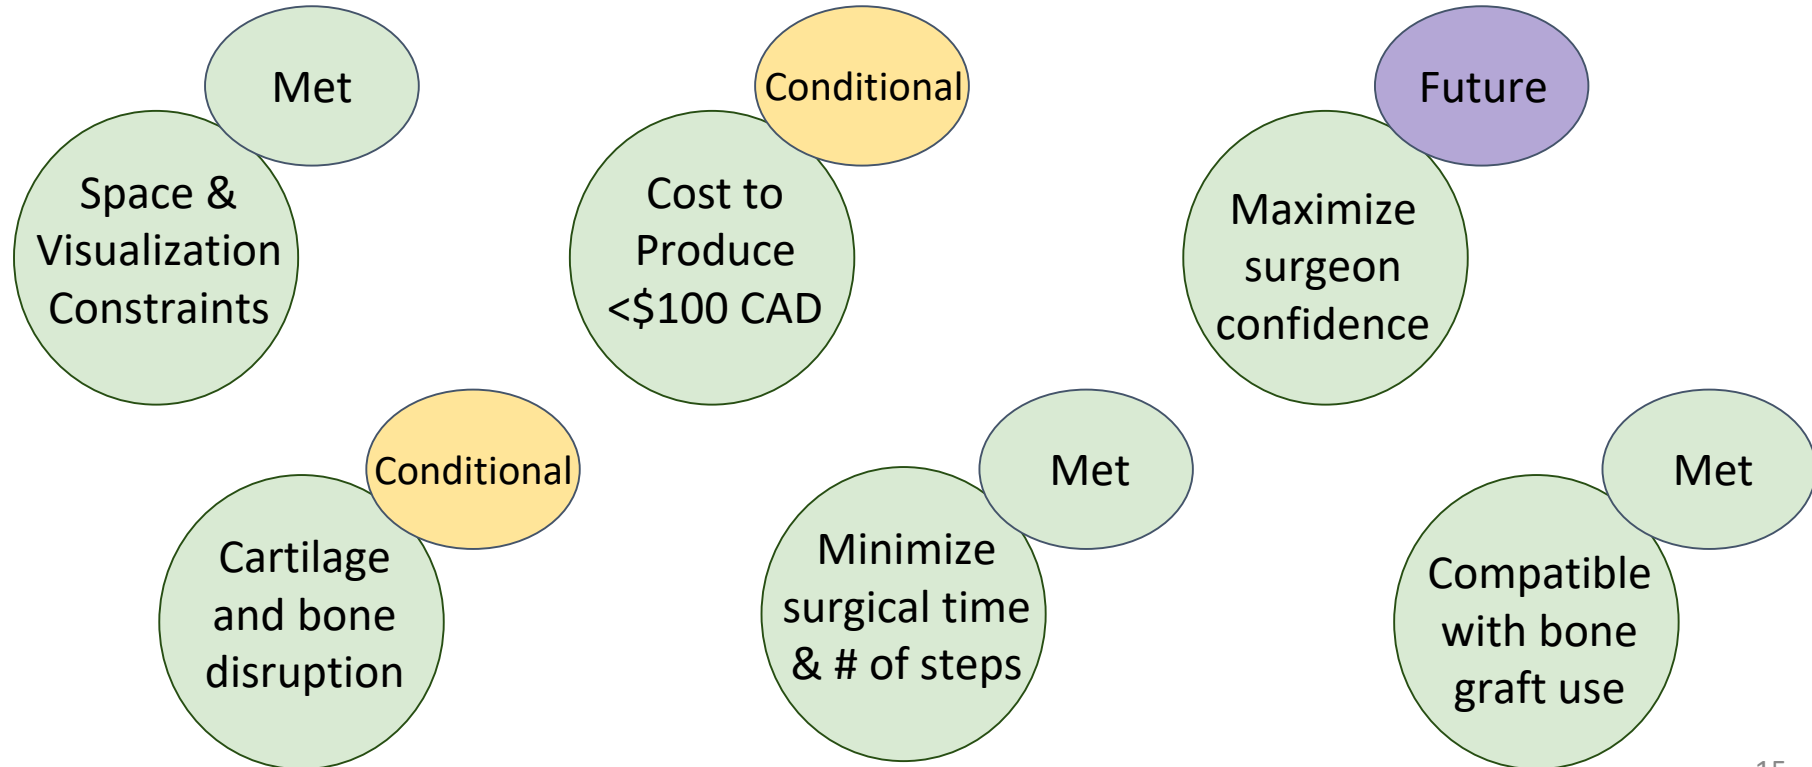 Met
Space &
Visualization
Constraints
Conditional
Cost to
Produce
<$100 CAD
Future
Maximize
surgeon
confidence
Conditional
Cartilage
and bone
disruption
Met
Minimize
surgical time
& # of steps
Met
Compatible
with bone
graft use
15